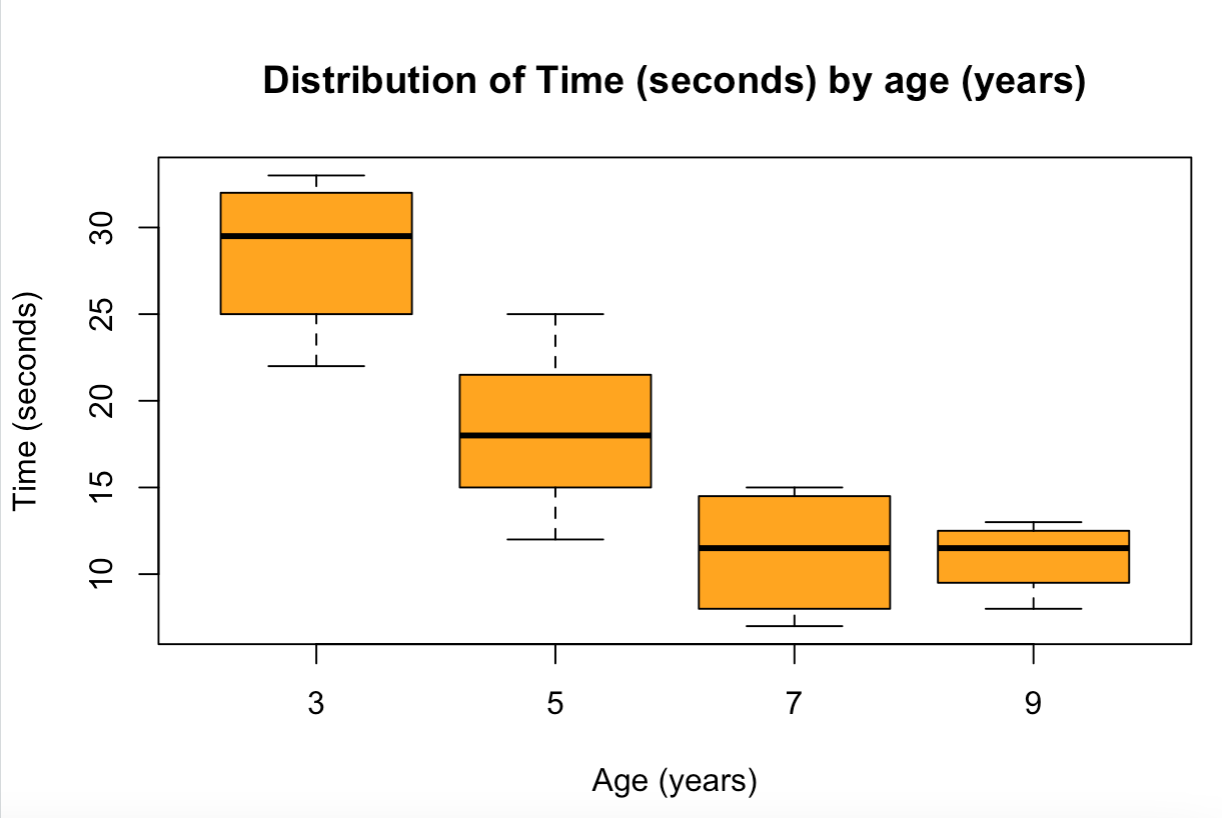 Distribution of Time (seconds) by age (years)
Time (seconds)
30
25
20
15
10
3 5 7 9
Age (years)